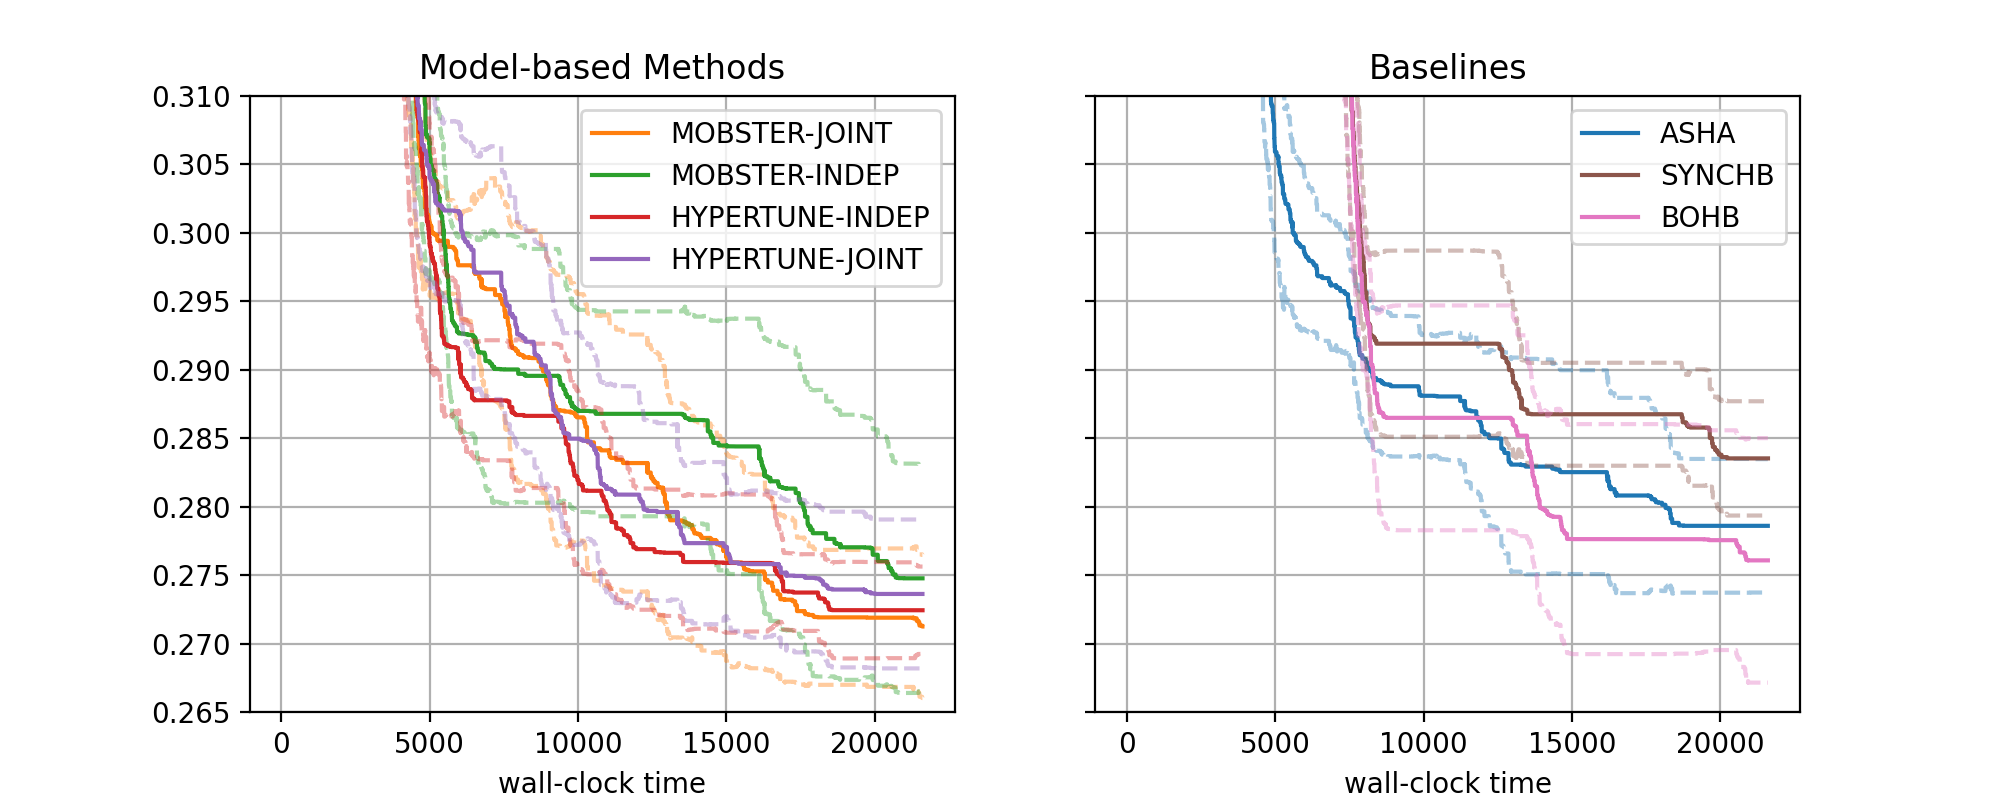 Model-based Methods
0.310
0.305
0.300
0.295
0.290
0.285
0.280
0.275
0.270
0.265
MOBSTER-JOINT
MOBSTER-INDEP
HYPERTUNE-INDEP
HYPERTUNE-JOINT
0 5000 10000 15000 20000
wall-clock time
Baselines
ASHA
SYNCHB
BOHB
0 5000 10000 15000 20000
wall-clock time